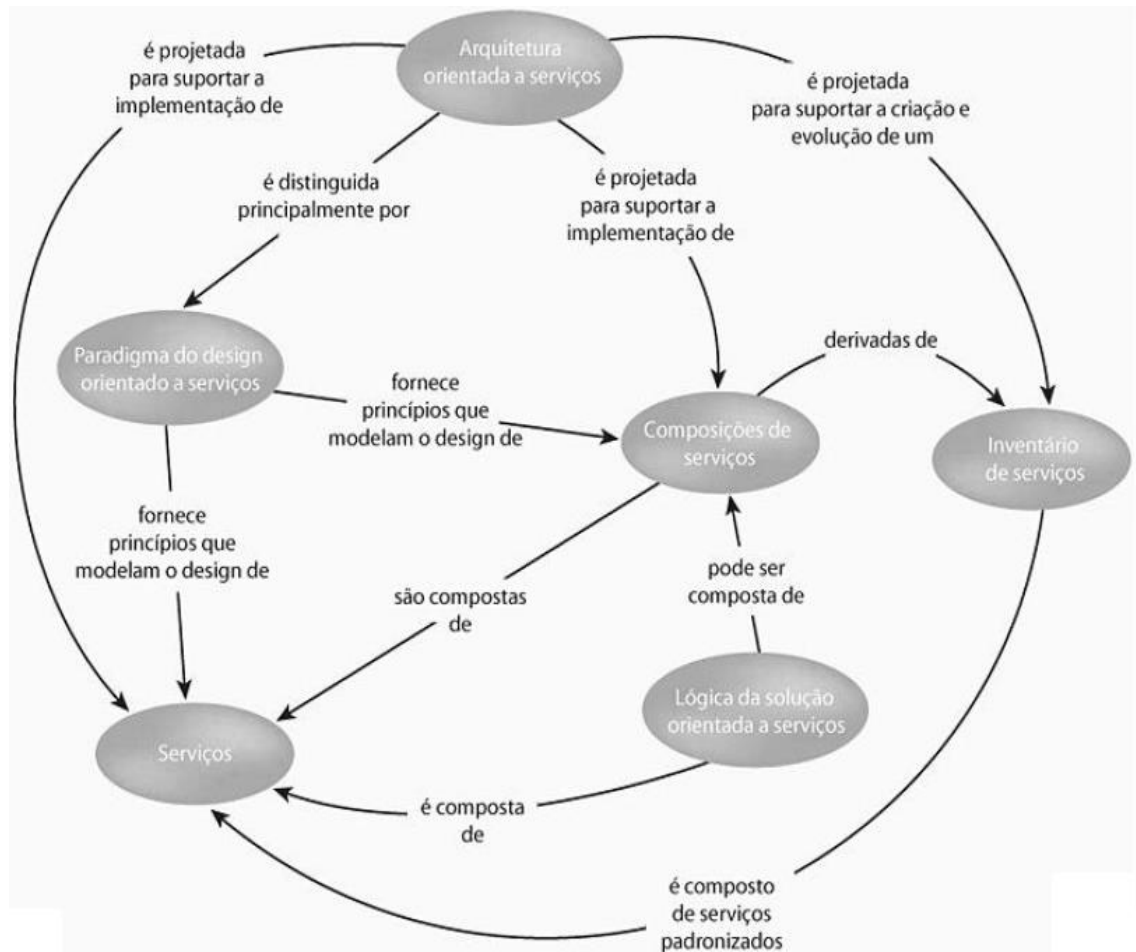 Arquitetura
orientada a serviços
é projetada
para suportar a
implementação de
é projetada
para suportar a criação e
evolução de um
é distinguida
principalmente por
é projetada
para suportar a
implementação de
Paradigma do design
orientado a serviços
derivadas de
fornece
princípios que
modelam o design de
Composições de
serviços
Inventário
de serviços
fornece
princípios que
modelam o design de
são compostas
de
pode ser
composta de
Lógica da solução
orientada a serviços
Serviços
é composta
de
é composto
de serviços
padronizados